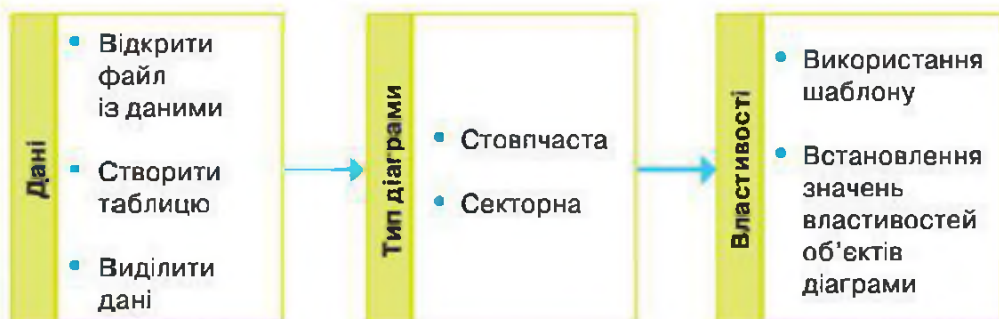 Дані
• Відкрити
файл
із даними
• Створити
таблицю
• Виділити
дані
Тип діаграми
• Стовпчаста
• Секторна
Властивості
• Використання
шаблону
• Встановлення
значень
властивостей
об’єктів
діаграми